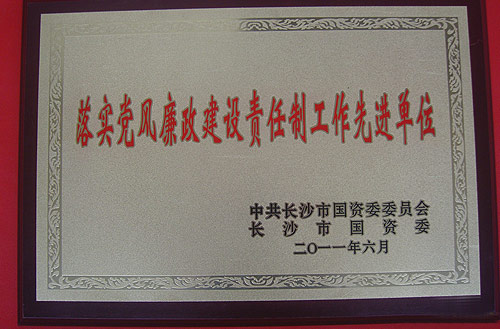 落实党风廉政建设责任制工作先进单位
中共长沙市国资委委员会
长沙市国资委
二〇一一年六月